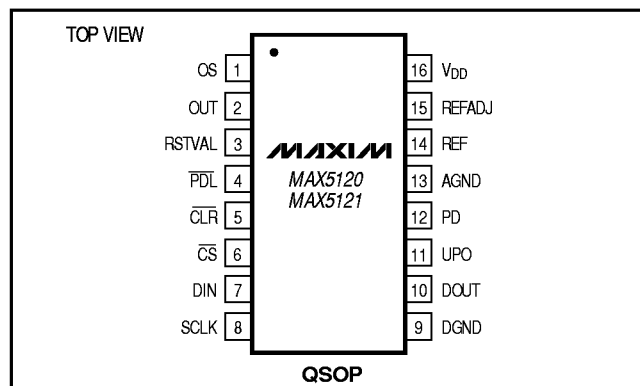 TOP VIEW
OS 1
OUT 2
RSTVAL 3
PDL 4
CLR 5
CS 6
DIN 7
SCLK 8
MAXIM
MAX5120
MAX5121
16 VDD
15 REFADJ
14 REF
13 AGND
12 PD
11 UPO
10 DOUT
9 DGND
QSOP